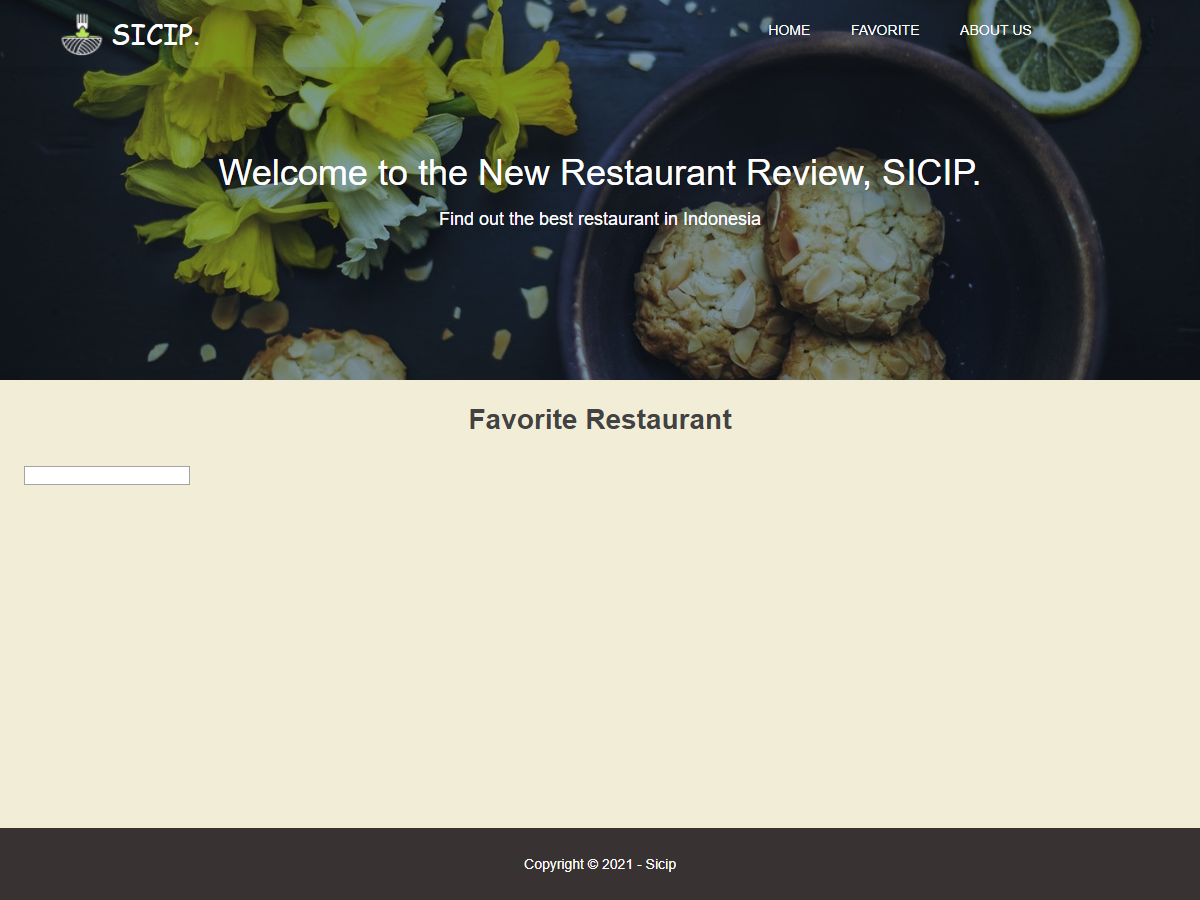 SICIP.
HOME
FAVORITE
ABOUT US
Welcome to the New Restaurant Review, SICIP.
Find out the best restaurant in Indonesia
Favorite Restaurant
Copyright © 2021 - Sicip